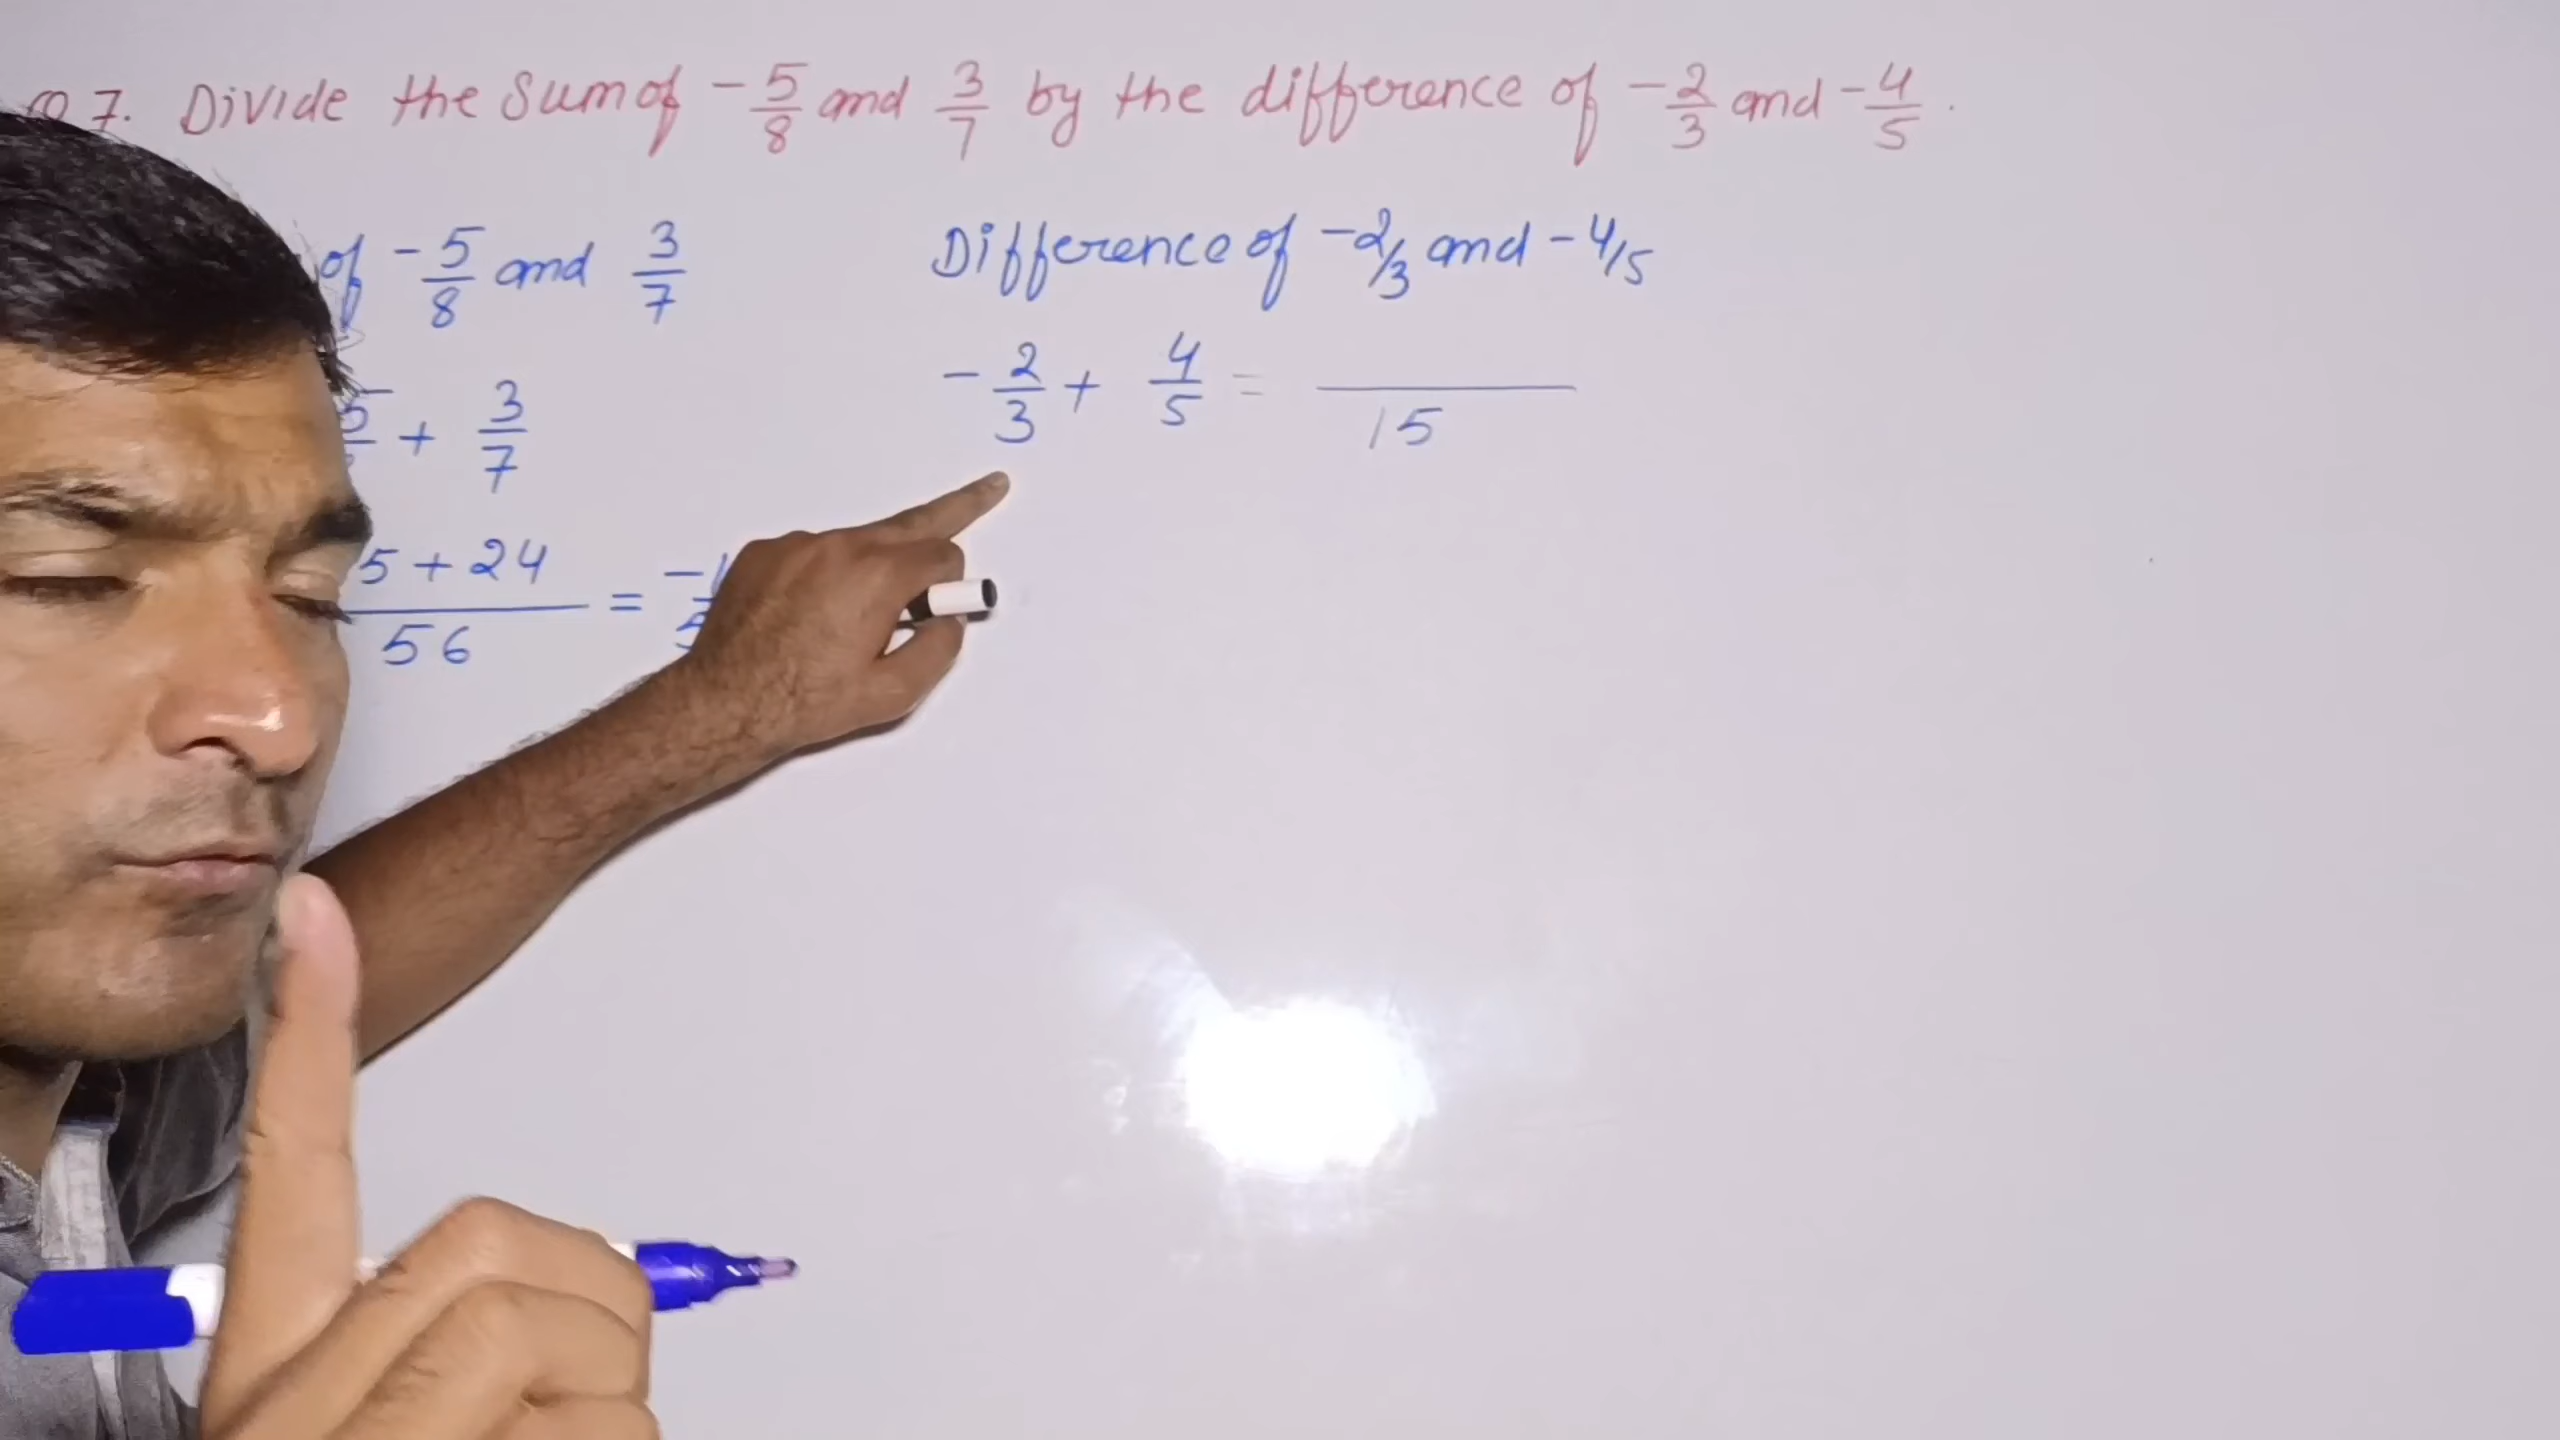 Q 7. Divide the Sum of -5/8 and 3/7 by the difference of -2/3 and -4/5.
of -5/8 and 3/7
Difference of -2/3 and -4/5
5 + 3/7
-2/3 + 4/5 = /15
5+24/56 =